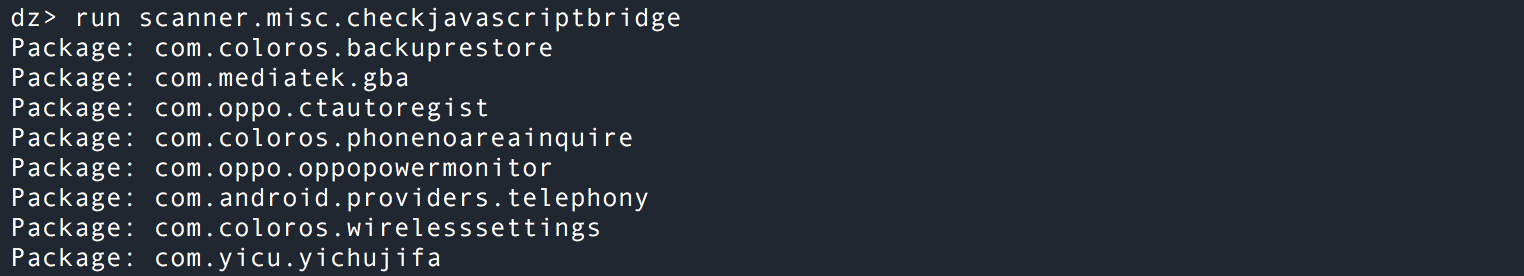 dz> run scanner.misc.checkjavascriptbridge
Package: com.coloros.backuprestore
Package: com.mediatek.gba
Package: com.oppo.ctautoregist
Package: com.coloros.phonenoareainquire
Package: com.oppo.oppopowermonitor
Package: com.android.providers.telephony
Package: com.coloros.wirelesssettings
Package: com.yicu.yichujifa